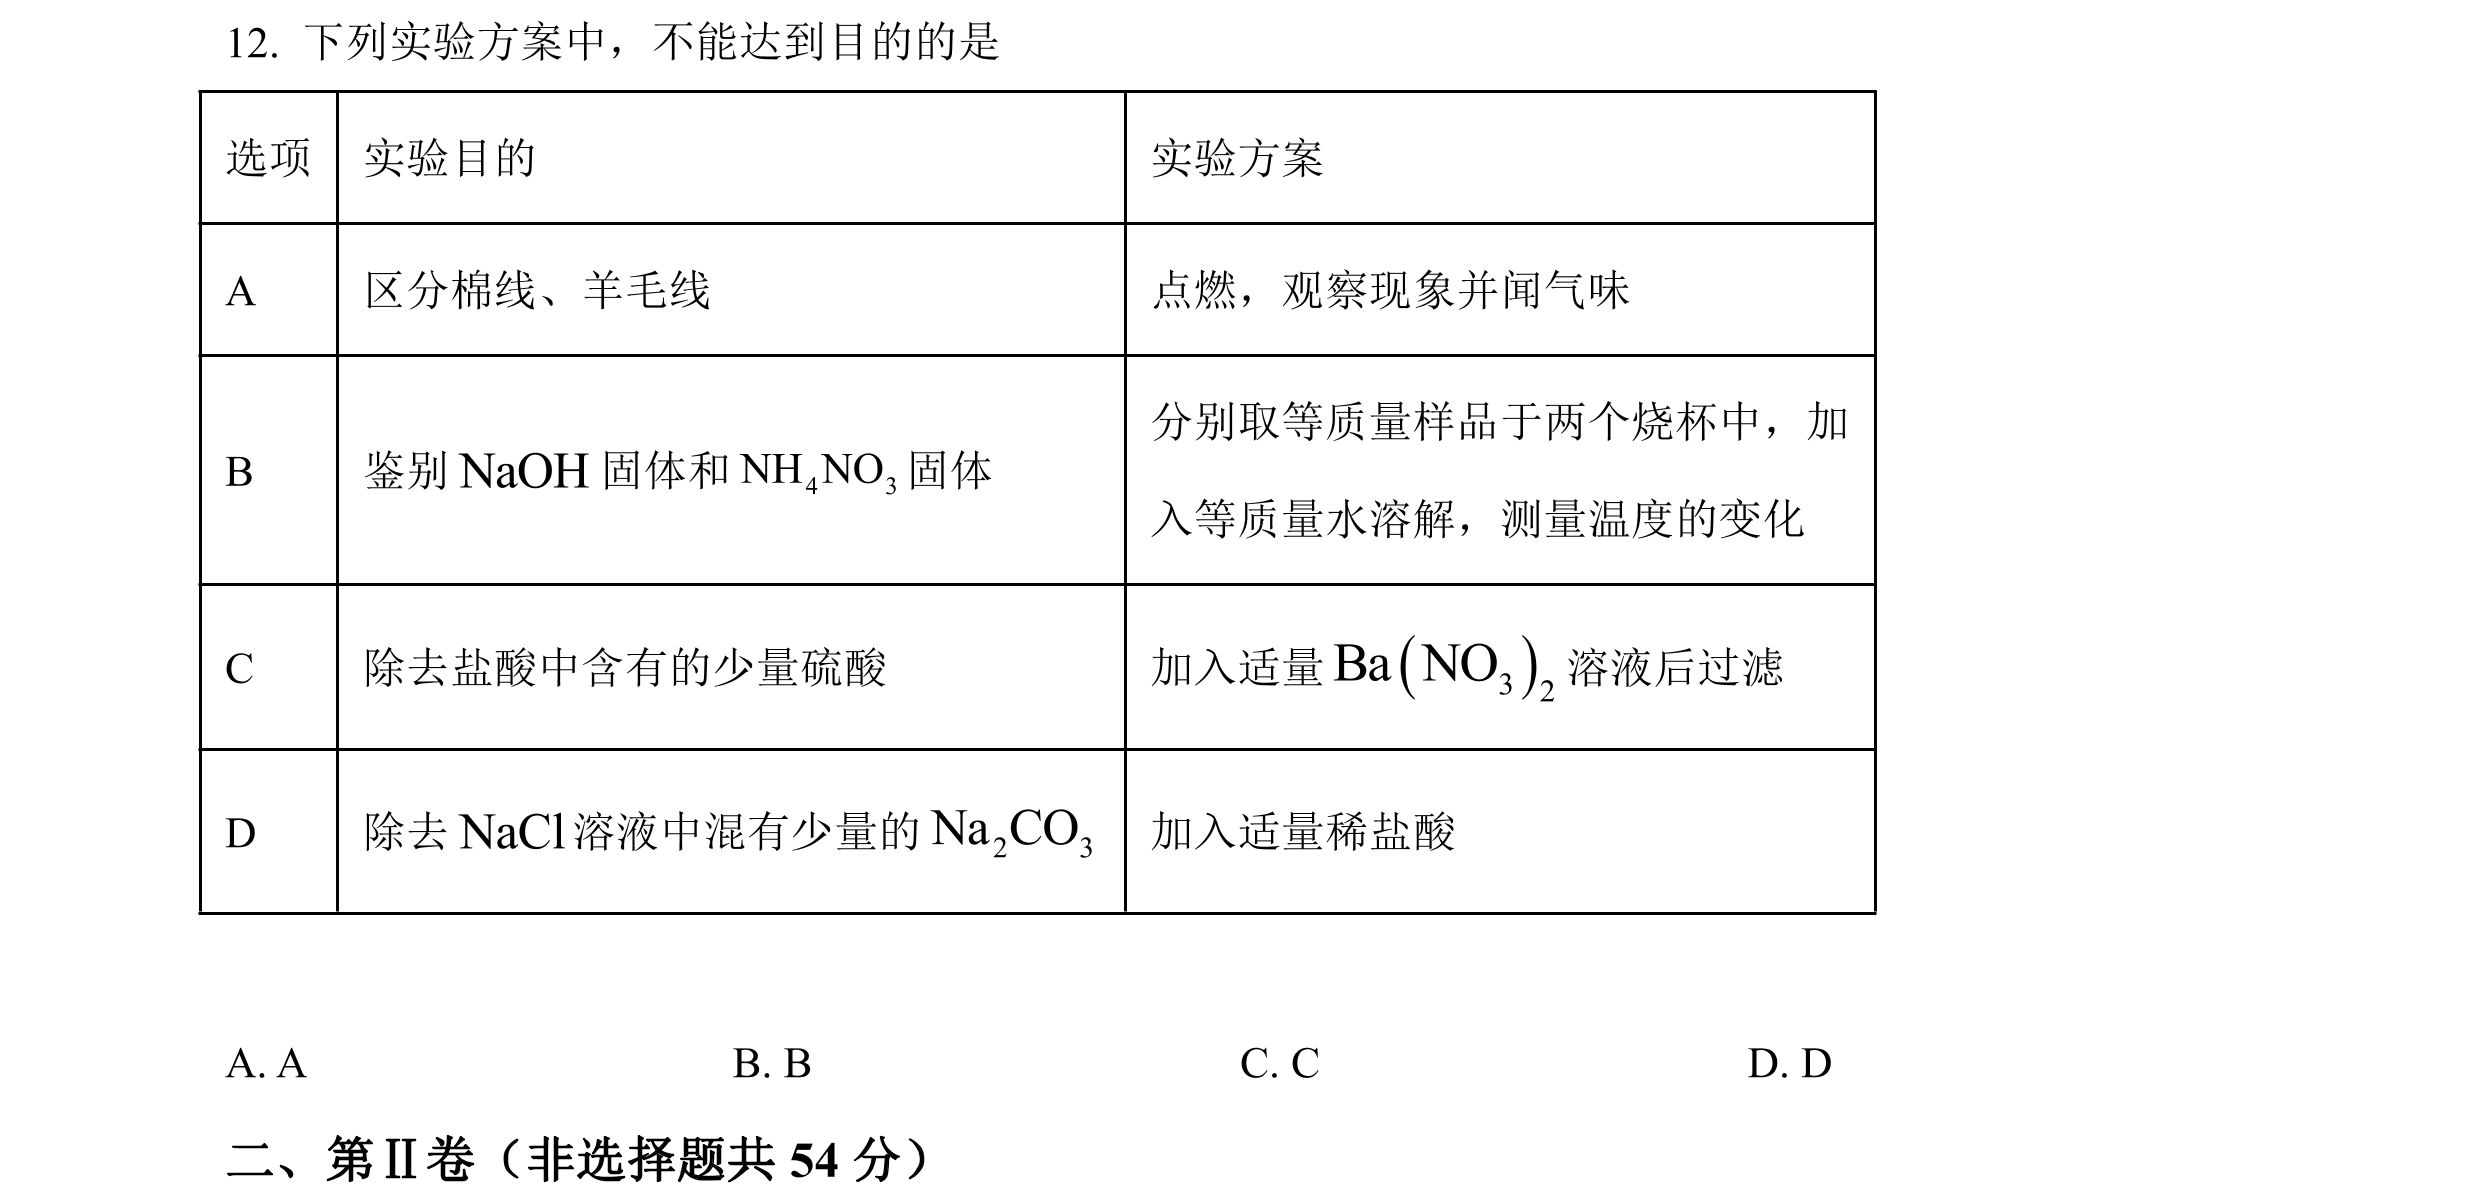 12. 下列实验方案中，不能达到目的的是
选项 实验目的 实验方案
A 区分棉线、羊毛线 点燃，观察现象并闻气味
B 鉴别 NaOH 固体和 NH₄NO₃ 固体 分别取等质量样品于两个烧杯中，加
入等质量水溶解，测量温度的变化
C 除去盐酸中含有的少量硫酸 加入适量 Ba(NO₃)₂ 溶液后过滤
D 除去 NaCl 溶液中混有少量的 Na₂CO₃ 加入适量稀盐酸
A. A B. B C. C D. D
二、第Ⅱ卷（非选择题共 54 分）